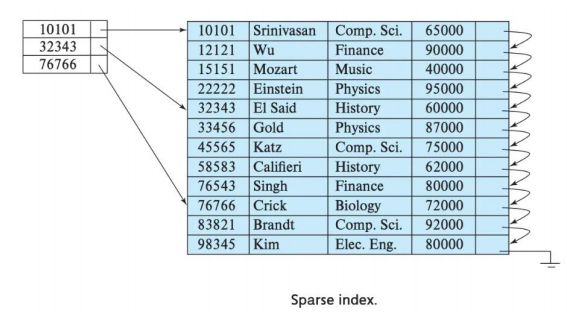 10101
32343
76766
10101 Srinivasan Comp. Sci. 65000
12121 Wu Finance 90000
15151 Mozart Music 40000
22222 Einstein Physics 95000
32343 El Said History 60000
33456 Gold Physics 87000
45565 Katz Comp. Sci. 75000
58583 Califieri History 62000
76543 Singh Finance 80000
76766 Crick Biology 72000
83821 Brandt Comp. Sci. 92000
98345 Kim Elec. Eng. 80000
Sparse index.